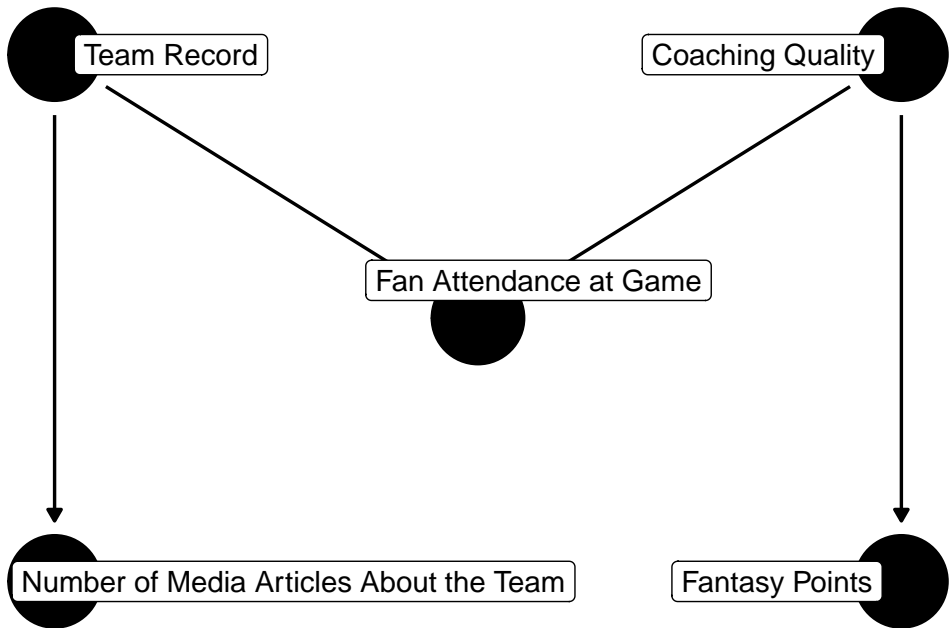 Team Record
Coaching Quality
Fan Attendance at Game
Number of Media Articles About the Team
Fantasy Points